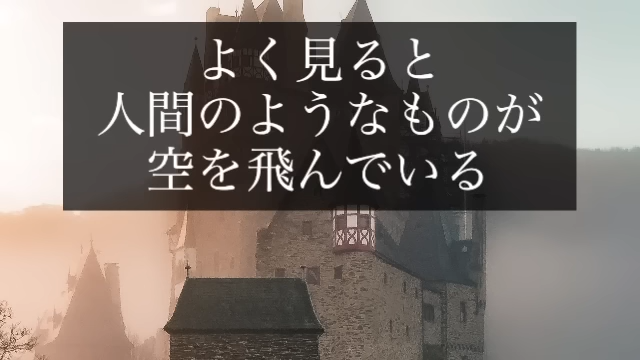 よく見ると
人間のようなものが
空を飛んでいる